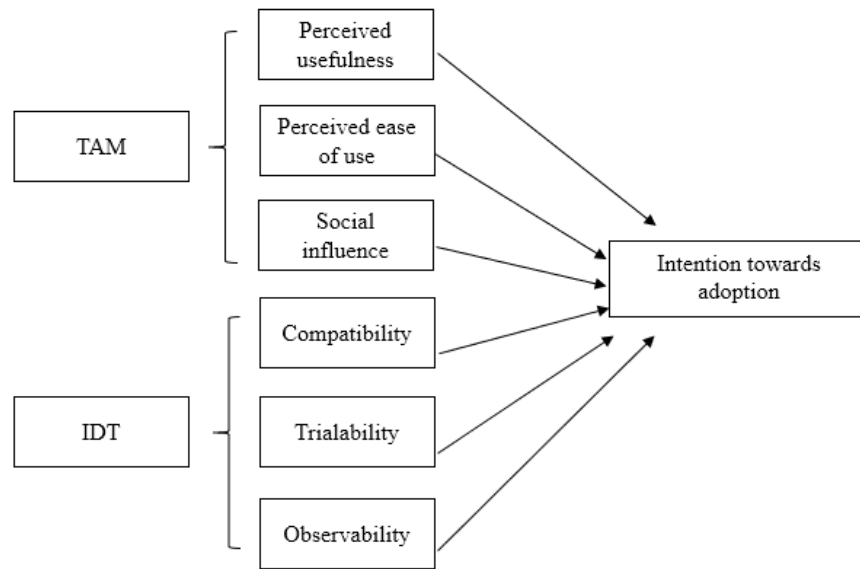 Perceived
usefulness
TAM
Perceived ease
of use
Social
influence
Intention towards
adoption
Compatibility
IDT
Trialability
Observability